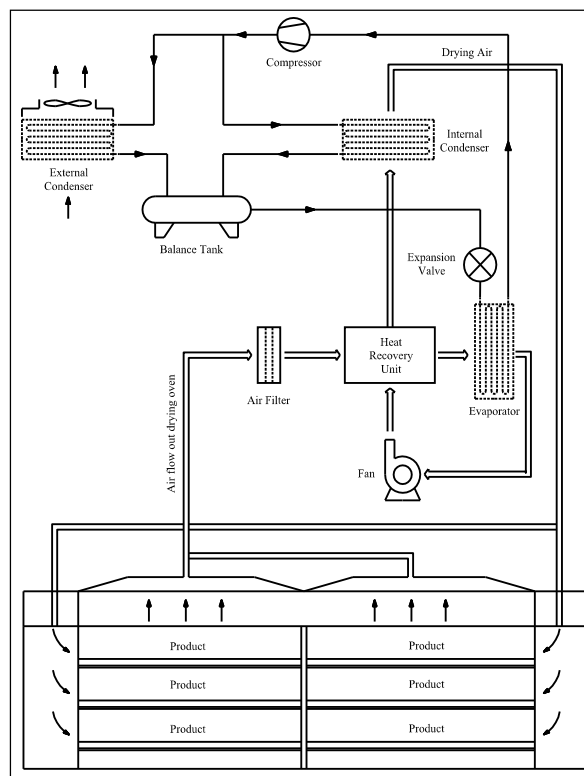 Drying Air
Compressor
Internal
Condenser
External
Condenser
Balance Tank
Expansion
Valve
Heat
Recovery
Unit
Air Filter
Evaporator
Air flow out drying oven
Fan
Product
Product
Product
Product
Product
Product